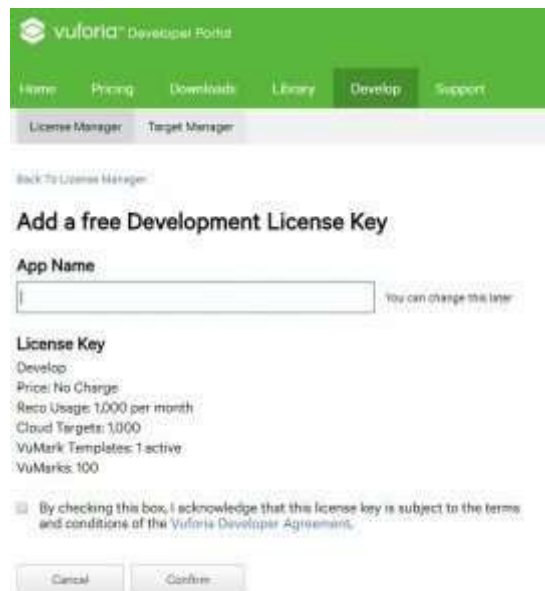 vuforia™ Developer Portal
Home Pricing Downloads Library Develop Support
License Manager Target Manager
Back To License Manager
Add a free Development License Key
App Name
You can change this later
License Key
Develop
Price: No Charge
Reco Usage: 1,000 per month
Cloud Targets: 1,000
VuMark Templates: 1 active
VuMarks: 100
By checking this box, I acknowledge that this license key is subject to the terms
and conditions of the Vuforia Developer Agreement.
Cancel Confirm